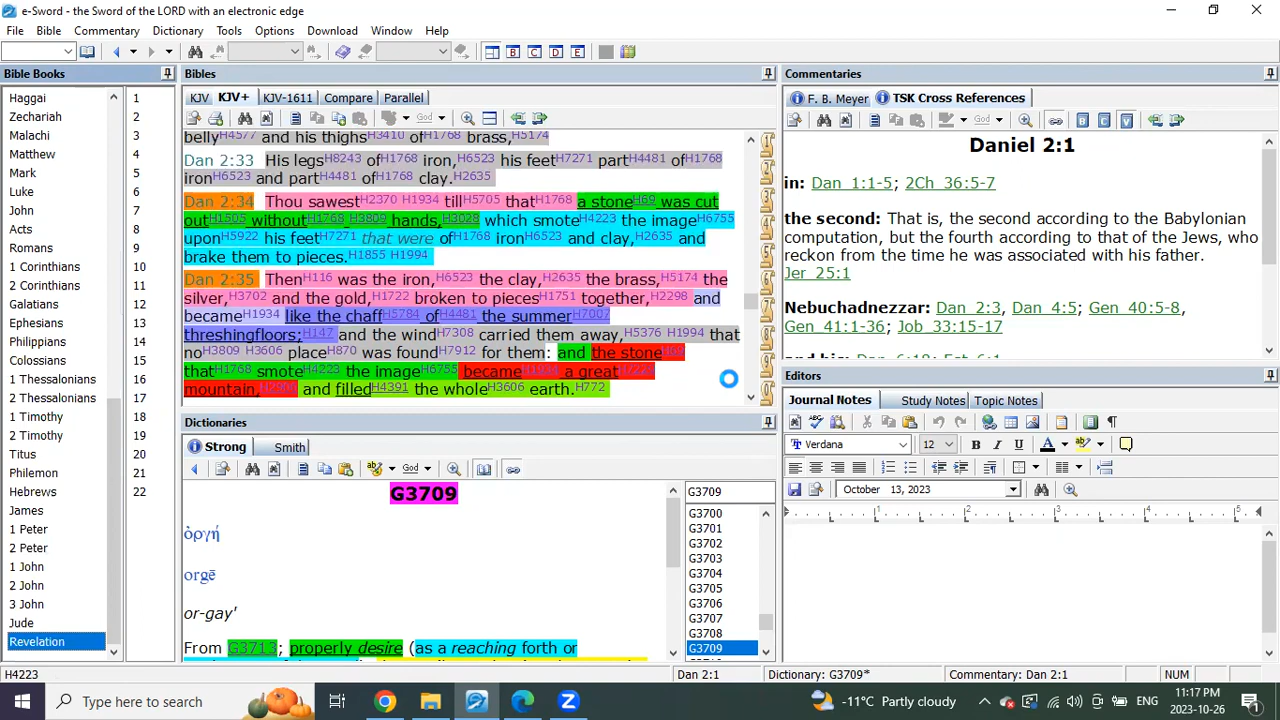 e-Sword - the Sword of the LORD with an electronic edge
File Bible Commentary Dictionary Tools Options Download Window Help
B C D E
Bible Books
Haggai 1
Zechariah 2
Malachi 3
Matthew 4
Mark 5
Luke 6
John 7
Acts 8
Romans 9
1 Corinthians 10
2 Corinthians 11
Galatians 12
Ephesians 13
Philippians 14
Colossians 15
1 Thessalonians 16
2 Thessalonians 17
1 Timothy 18
2 Timothy 19
Titus 20
Philemon 21
Hebrews 22
James
1 Peter
2 Peter
1 John
2 John
3 John
Jude
Revelation
Bibles
KJV KJV+ KJV-1611 Compare Parallel
God
belly H4577 and his thighs H3410 of H1768 brass, H5174
Dan 2:33 His legs H8243 of H1768 iron, H6523 his feet H7271 part H4481 of H1768
iron H6523 and part H4481 of H1768 clay. H2635
Dan 2:34 Thou sawest H2370 H1934 till H5705 that H1768 a stone H69 was cut
out H1505 without H1768 H3809 hands, H3028 which smote H4223 the image H6755
upon H5922 his feet H7271 that were of H1768 iron H6523 and clay, H2635 and
brake them to pieces. H1855 H1994
Dan 2:35 Then H116 was the iron, H6523 the clay, H2635 the brass, H5174 the
silver, H3702 and the gold, H1722 broken to pieces H1751 together, H2298 and
became H1934 like the chaff H5784 of H4481 the summer H7007
threshingfloors; H147 and the wind H7308 carried them away, H5376 H1994 that
no H3809 H3606 place H870 was found H7912 for them: and the stone H69
that H1768 smote H4223 the image H6755 became H1934 a great H7229
mountain, H2906 and filled H4391 the whole H3606 earth. H772
Dictionaries
Strong Smith
God
G3709
ὀργή
orgē
or-gay'
From G3713; properly desire (as a reaching forth or
G3709
G3700
G3701
G3702
G3703
G3704
G3705
G3706
G3707
G3708
G3709
Commentaries
F. B. Meyer TSK Cross References
God B C V
Daniel 2:1
in: Dan_1:1-5; 2Ch_36:5-7
the second: That is, the second according to the Babylonian
computation, but the fourth according to that of the Jews, who
reckon from the time he was associated with his father.
Jer_25:1
Nebuchadnezzar: Dan_2:3, Dan_4:5; Gen_40:5-8,
Gen_41:1-36; Job_33:15-17
Editors
Journal Notes Study Notes Topic Notes
Verdana 12 B I U A
October 13, 2023
1 2 3 4 5
H4223 Dan 2:1 Dictionary: G3709* Commentary: Dan 2:1 NUM
Type here to search
-11°C Partly cloudy
11:17 PM
2023-10-26
1